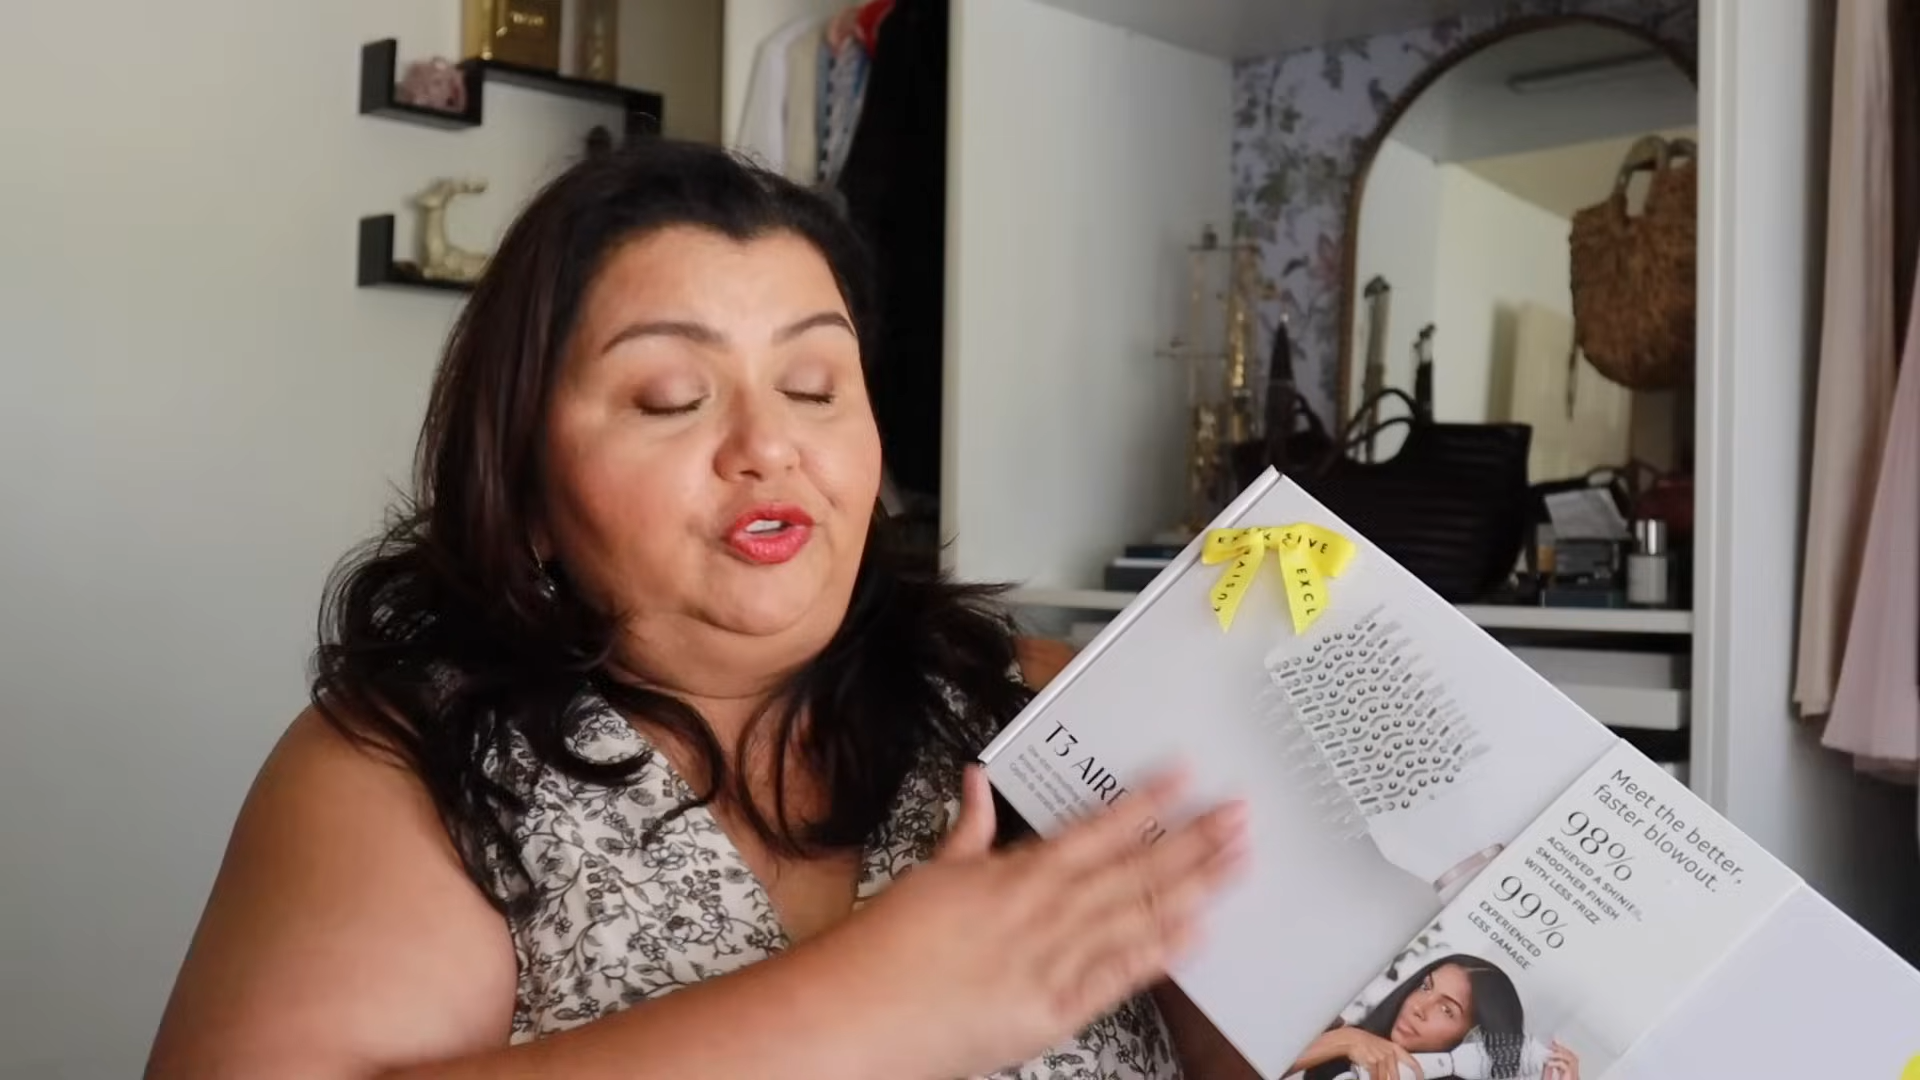 EXCLUSIVE
EXCL
T3 AIRE
Meet the better,
faster blowout.
98%
ACHIEVED A SHINIER,
SMOOTHER FINISH
WITH LESS FRIZZ
99%
EXPERIENCED
LESS DAMAGE